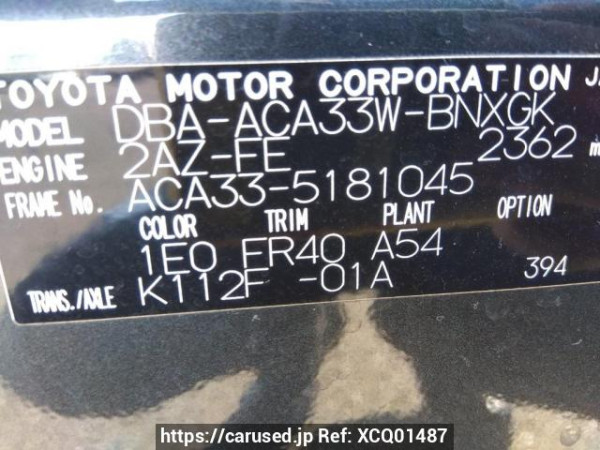 TOYOTA MOTOR CORPORATION JA
MODEL DBA-ACA33W-BNXGK
ENGINE 2AZ-FE 2362 m
FRAME No. ACA33-5181045
COLOR TRIM PLANT OPTION
1E0 FR40 A54
TRANS./AXLE K112F -01A 394
https://carused.jp Ref: XCQ01487